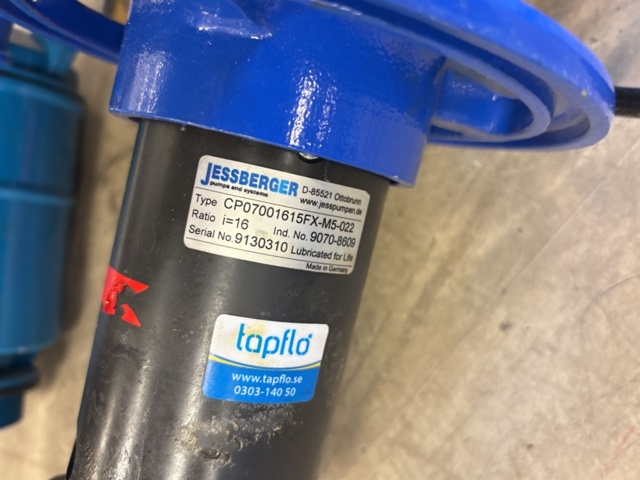 JESSBERGER
pumps and systems
D-85521 Ottobrunn
www.jesspumpen.de
Type CP07001615FX-M5-022
Ratio i=16 Ind. No. 9070-8609
Serial No. 9130310 Lubricated for Life
Made in Germany
tapflo
www.tapflo.se
0303-140 50